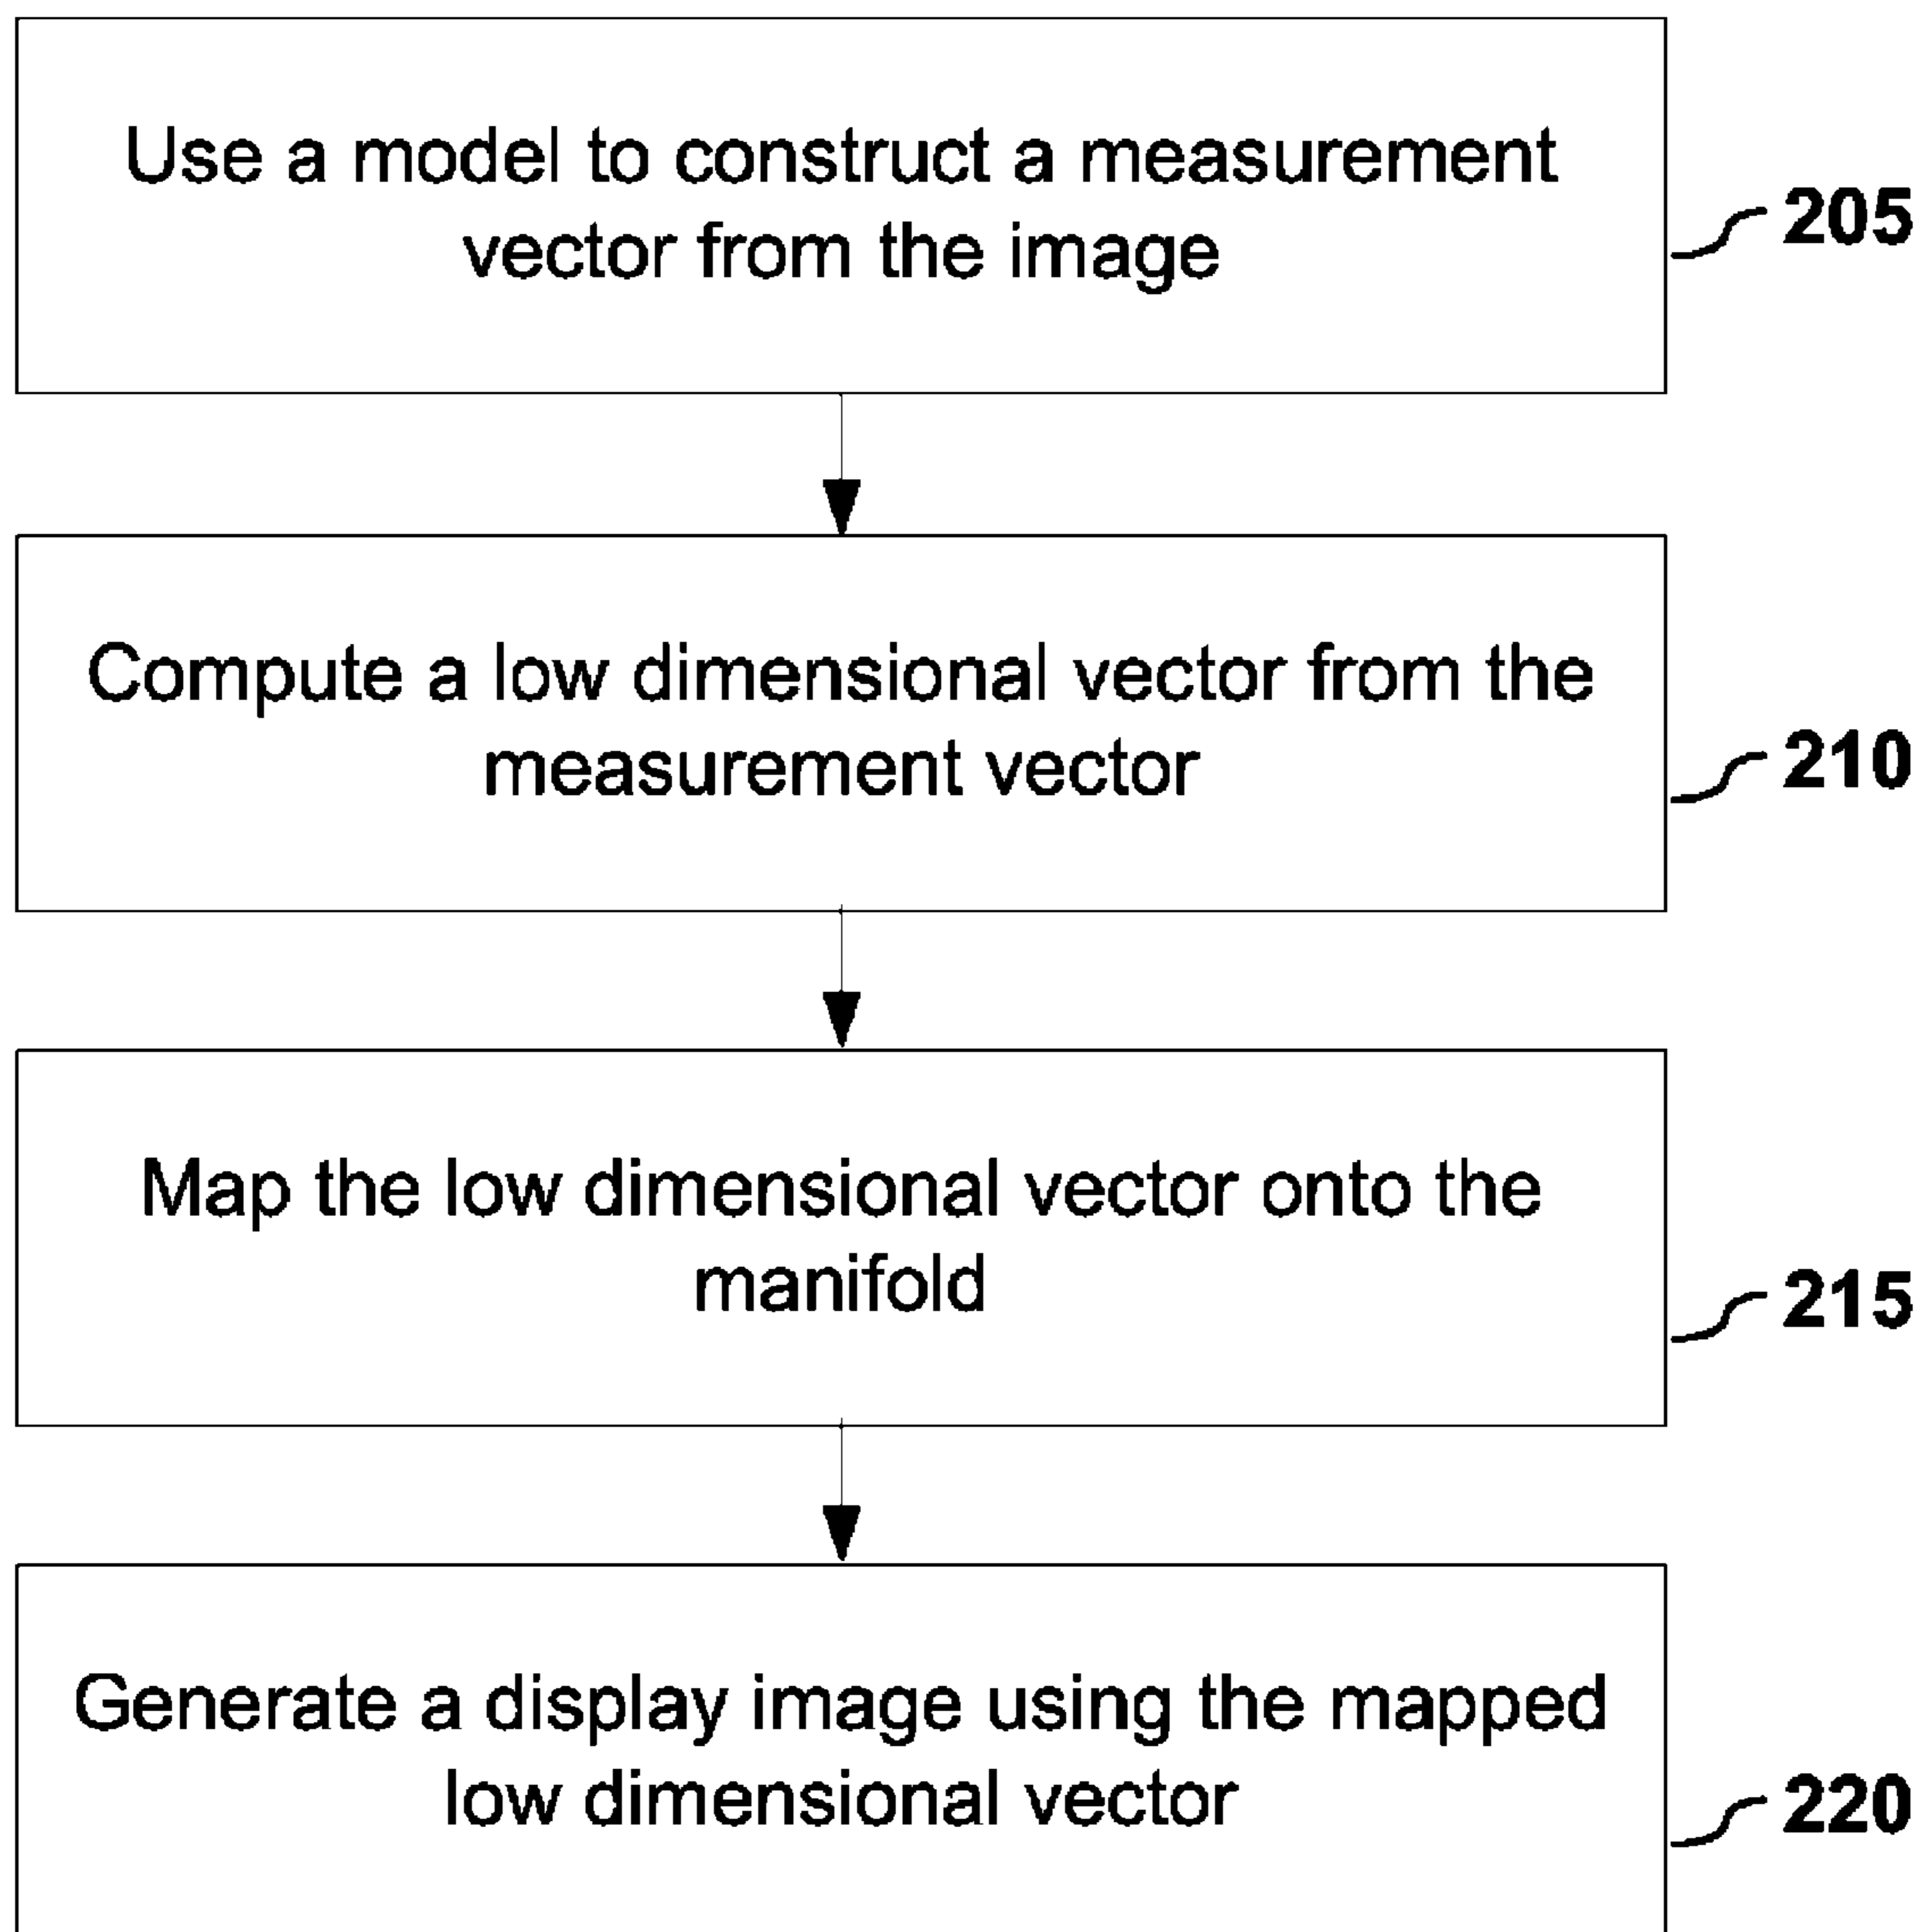 Use a model to construct a measurement
vector from the image
205
Compute a low dimensional vector from the
measurement vector
210
Map the low dimensional vector onto the
manifold
215
Generate a display image using the mapped
low dimensional vector
220